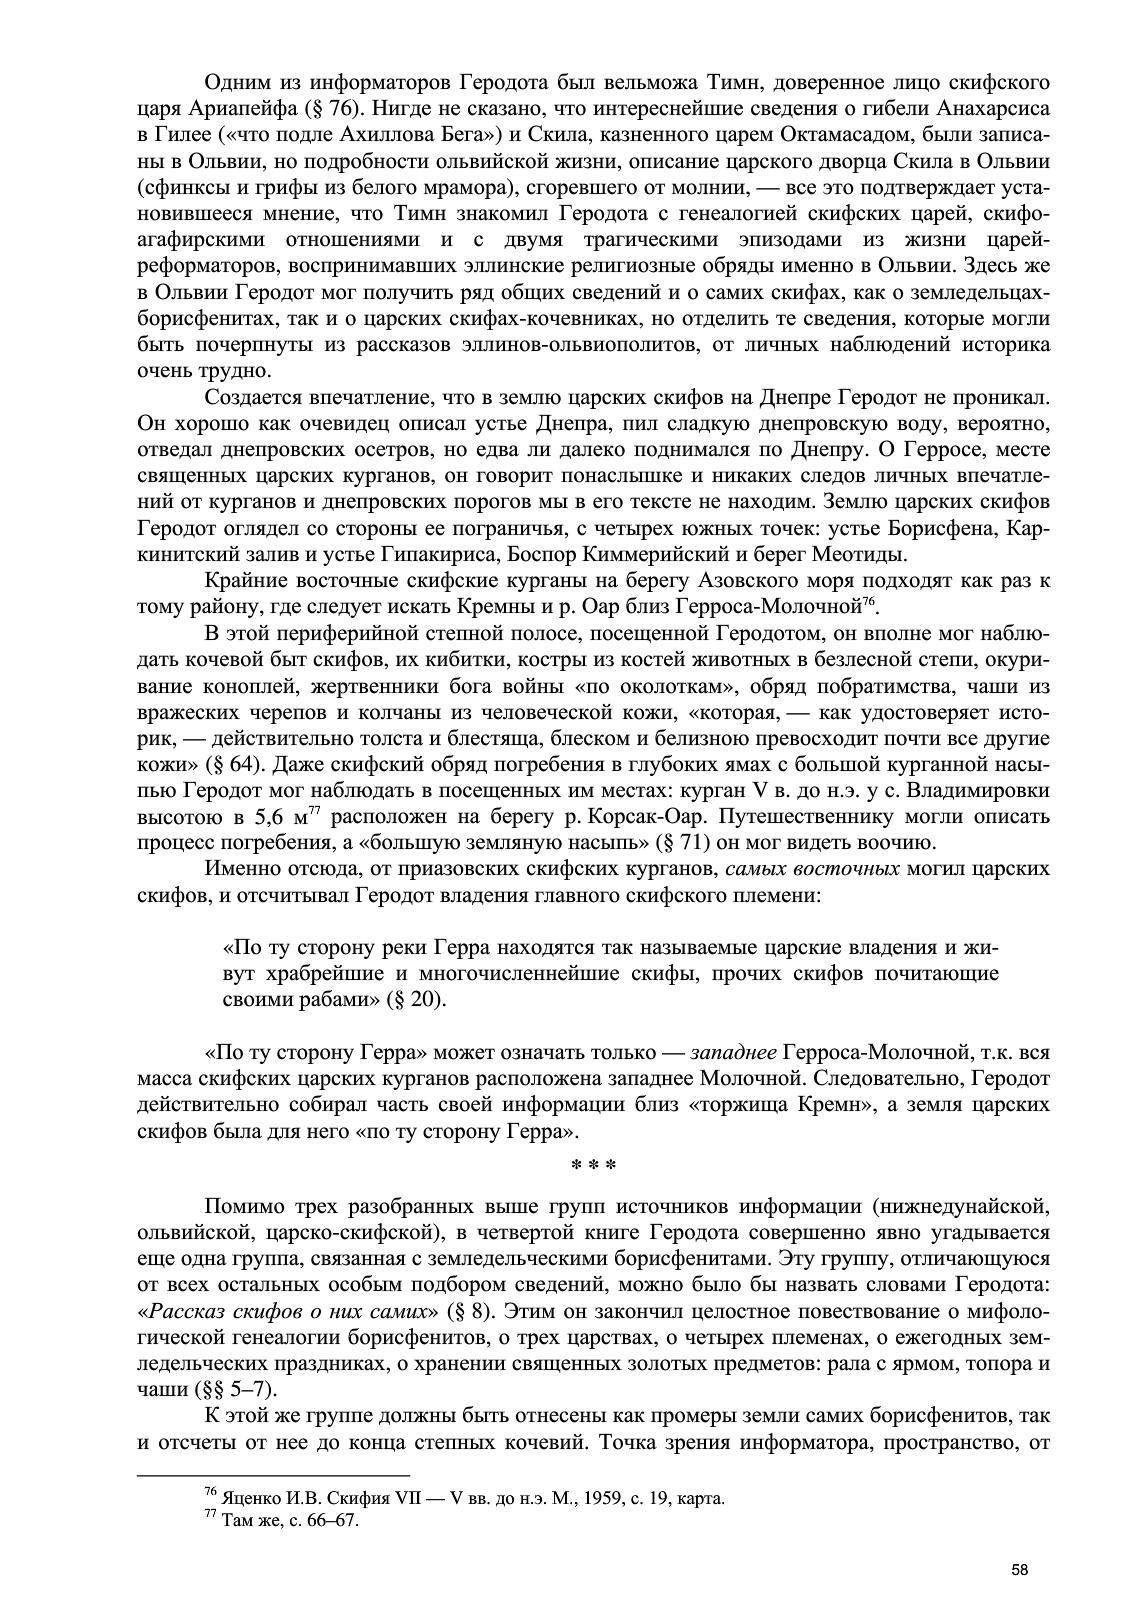 Одним из информаторов Геродота был вельможа Тимн, доверенное лицо скифского
царя Ариапейфа (§ 76). Нигде не сказано, что интереснейшие сведения о гибели Анахарсиса
в Гилее («что подле Ахиллова Бега») и Скила, казненного царем Октамасадом, были записа-
ны в Ольвии, но подробности ольвийской жизни, описание царского дворца Скила в Ольвии
(сфинксы и грифы из белого мрамора), сгоревшего от молнии, — все это подтверждает уста-
новившееся мнение, что Тимн знакомил Геродота с генеалогией скифских царей, скифо-
агафирскими отношениями и с двумя трагическими эпизодами из жизни царей-
реформаторов, воспринимавших эллинские религиозные обряды именно в Ольвии. Здесь же
в Ольвии Геродот мог получить ряд общих сведений и о самих скифах, как о земледельцах-
борисфенитах, так и о царских скифах-кочевниках, но отделить те сведения, которые могли
быть почерпнуты из рассказов эллинов-ольвиополитов, от личных наблюдений историка
очень трудно.
Создается впечатление, что в землю царских скифов на Днепре Геродот не проникал.
Он хорошо как очевидец описал устье Днепра, пил сладкую днепровскую воду, вероятно,
отведал днепровских осетров, но едва ли далеко поднимался по Днепру. О Герросе, месте
священных царских курганов, он говорит понаслышке и никаких следов личных впечатле-
ний от курганов и днепровских порогов мы в его тексте не находим. Землю царских скифов
Геродот оглядел со стороны ее пограничья, с четырех южных точек: устье Борисфена, Кар-
кинитский залив и устье Гипакириса, Боспор Киммерийский и берег Меотиды.
Крайние восточные скифские курганы на берегу Азовского моря подходят как раз к
тому району, где следует искать Кремны и р. Оар близ Герроса-Молочной⁷⁶.
В этой периферийной степной полосе, посещенной Геродотом, он вполне мог наблю-
дать кочевой быт скифов, их кибитки, костры из костей животных в безлесной степи, окури-
вание коноплей, жертвенники бога войны «по околоткам», обряд побратимства, чаши из
вражеских черепов и колчаны из человеческой кожи, «которая, — как удостоверяет исто-
рик, — действительно толста и блестяща, блеском и белизною превосходит почти все другие
кожи» (§ 64). Даже скифский обряд погребения в глубоких ямах с большой курганной насы-
пью Геродот мог наблюдать в посещенных им местах: курган V в. до н.э. у с. Владимировки
высотою в 5,6 м⁷⁷ расположен на берегу р. Корсак-Оар. Путешественнику могли описать
процесс погребения, а «большую земляную насыпь» (§ 71) он мог видеть воочию.
Именно отсюда, от приазовских скифских курганов, самых восточных могил царских
скифов, и отсчитывал Геродот владения главного скифского племени:
«По ту сторону реки Герра находятся так называемые царские владения и жи-
вут храбрейшие и многочисленнейшие скифы, прочих скифов почитающие
своими рабами» (§ 20).
«По ту сторону Герра» может означать только — западнее Герроса-Молочной, т.к. вся
масса скифских царских курганов расположена западнее Молочной. Следовательно, Геродот
действительно собирал часть своей информации близ «торжища Кремн», а земля царских
скифов была для него «по ту сторону Герра».
* * *
Помимо трех разобранных выше групп источников информации (нижнедунайской,
ольвийской, царско-скифской), в четвертой книге Геродота совершенно явно угадывается
еще одна группа, связанная с земледельческими борисфенитами. Эту группу, отличающуюся
от всех остальных особым подбором сведений, можно было бы назвать словами Геродота:
«Рассказ скифов о них самих» (§ 8). Этим он закончил целостное повествование о мифоло-
гической генеалогии борисфенитов, о трех царствах, о четырех племенах, о ежегодных зем-
ледельческих праздниках, о хранении священных золотых предметов: рала с ярмом, топора и
чаши (§§ 5–7).
К этой же группе должны быть отнесены как промеры земли самих борисфенитов, так
и отсчеты от нее до конца степных кочевий. Точка зрения информатора, пространство, от
⁷⁶ Яценко И.В. Скифия VII — V вв. до н.э. М., 1959, с. 19, карта.
⁷⁷ Там же, с. 66–67.
58